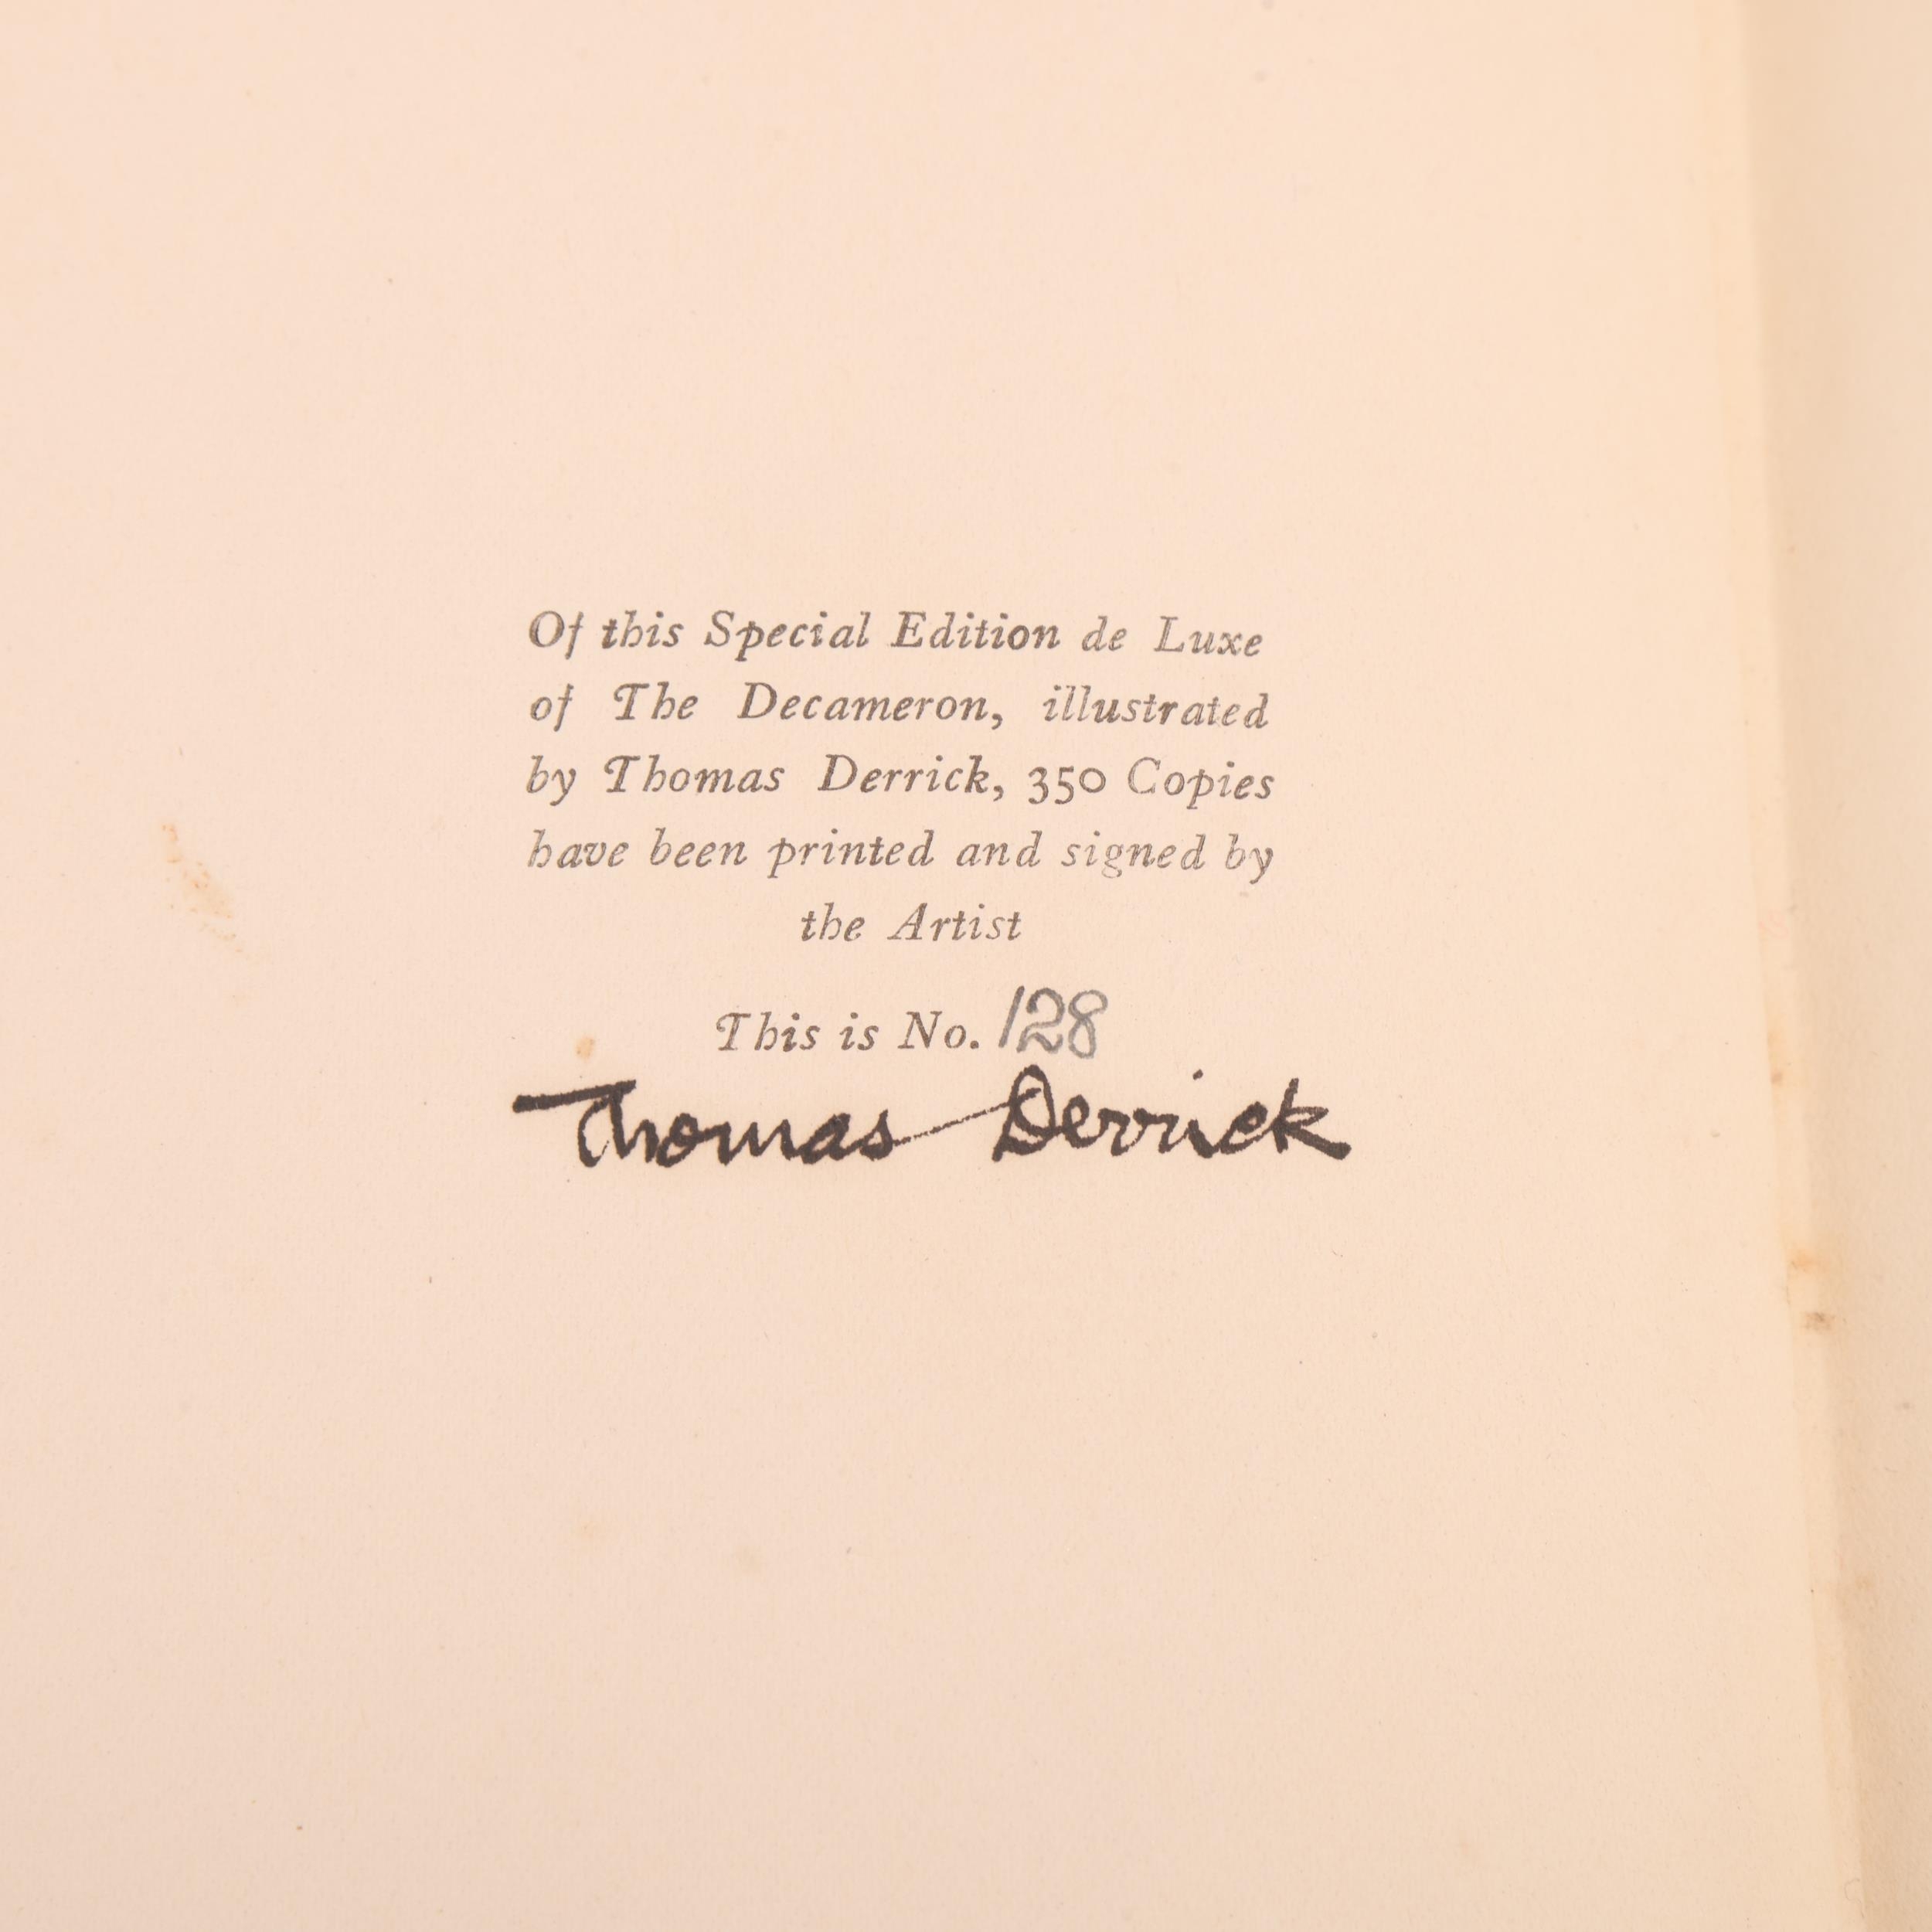 Of this Special Edition de Luxe
of The Decameron, illustrated
by Thomas Derrick, 350 Copies
have been printed and signed by
the Artist
This is No. 128
Thomas Derrick